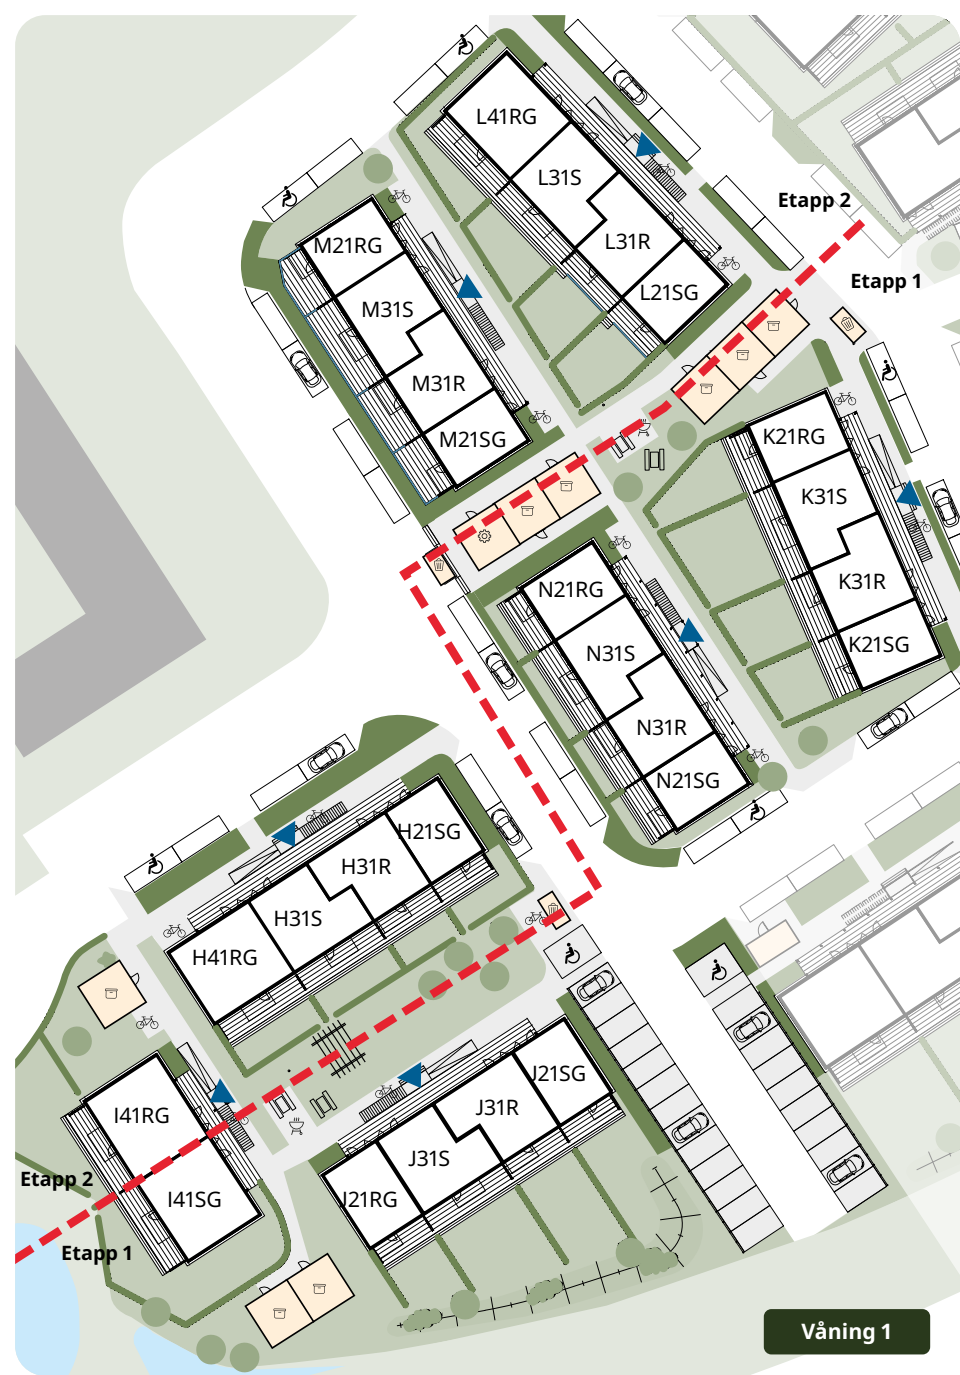 L41RG
L31S
L31R
L21SG
Etapp 2
Etapp 1
M21RG
M31S
M31R
M21SG
K21RG
K31S
K31R
K21SG
N21RG
N31S
N31R
N21SG
H21SG
H31R
H31S
H41RG
J21SG
J31R
J31S
J21RG
I41RG
I41SG
Etapp 2
Etapp 1
Våning 1